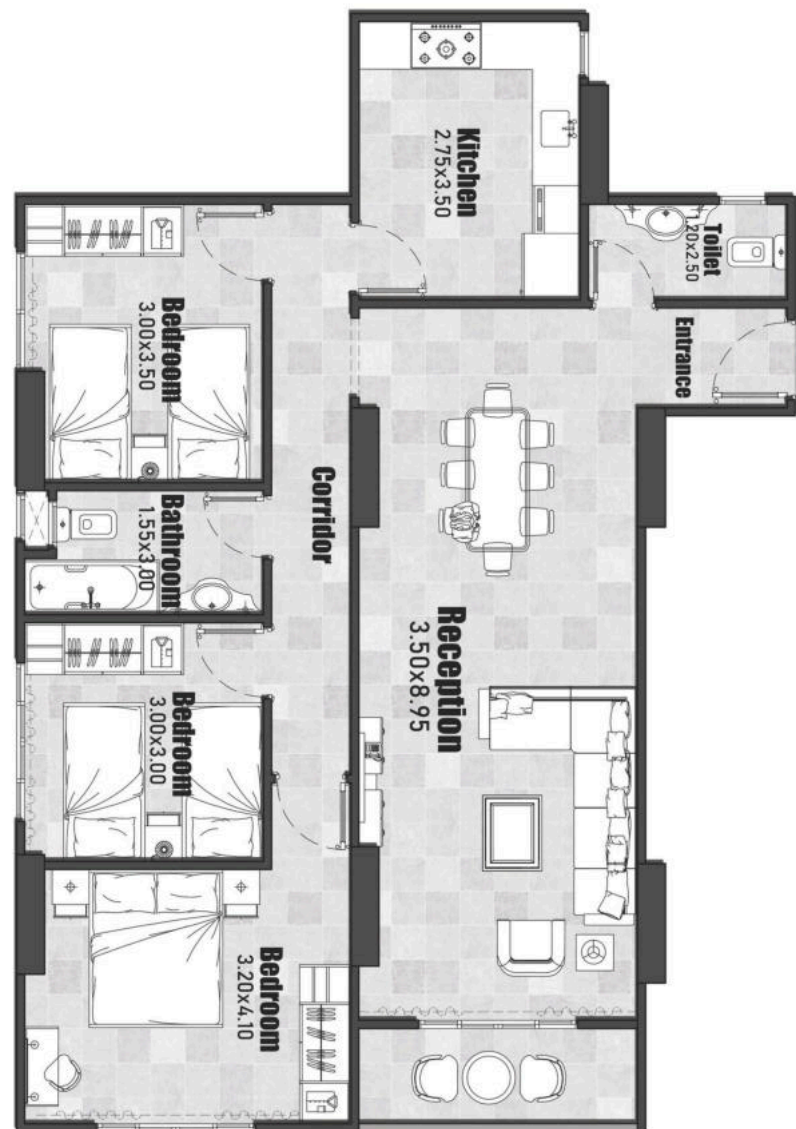 Kitchen
2.75x3.50
Toilet
1.20x2.50
Bedroom
3.00x3.50
Entrance
Corridor
Bathroom
1.55x3.00
Reception
3.50x8.95
Bedroom
3.00x3.00
Bedroom
3.20x4.10